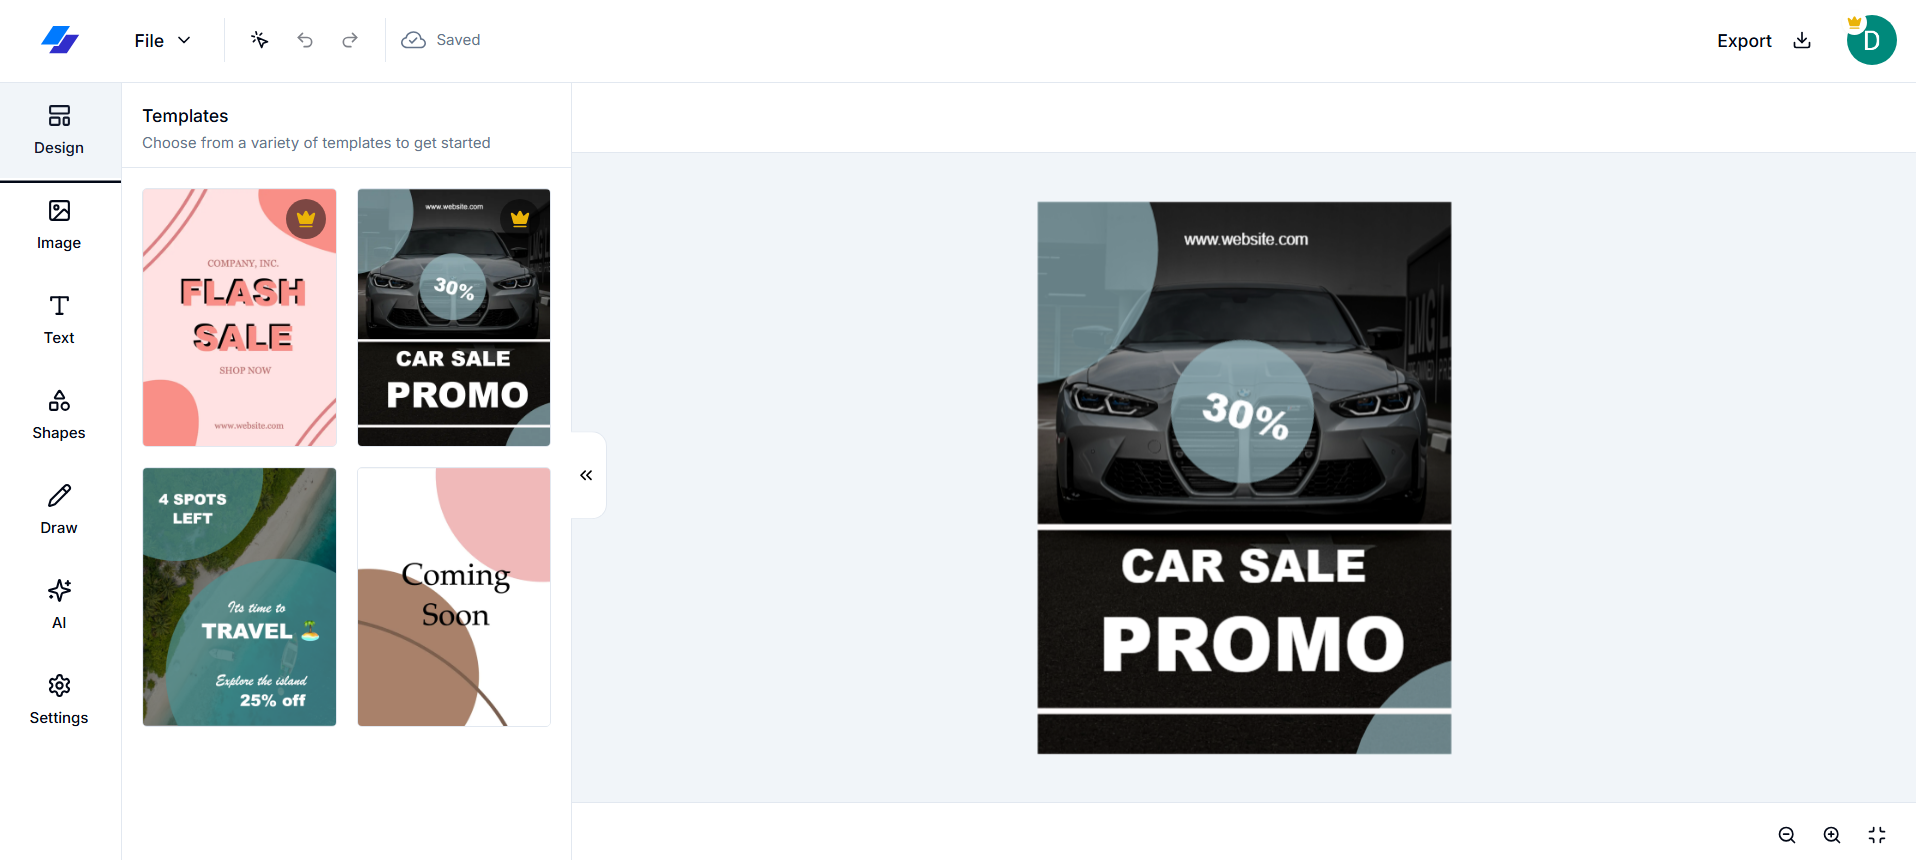 File
Saved
Export
D
Design
Image
Text
Shapes
Draw
AI
Settings
Templates
Choose from a variety of templates to get started
COMPANY, INC.
FLASH
SALE
SHOP NOW
www.website.com
www.website.com
30%
CAR SALE
PROMO
4 SPOTS
LEFT
Its time to
TRAVEL 🏝️
Explore the island
25% off
Coming
Soon
www.website.com
30%
CAR SALE
PROMO